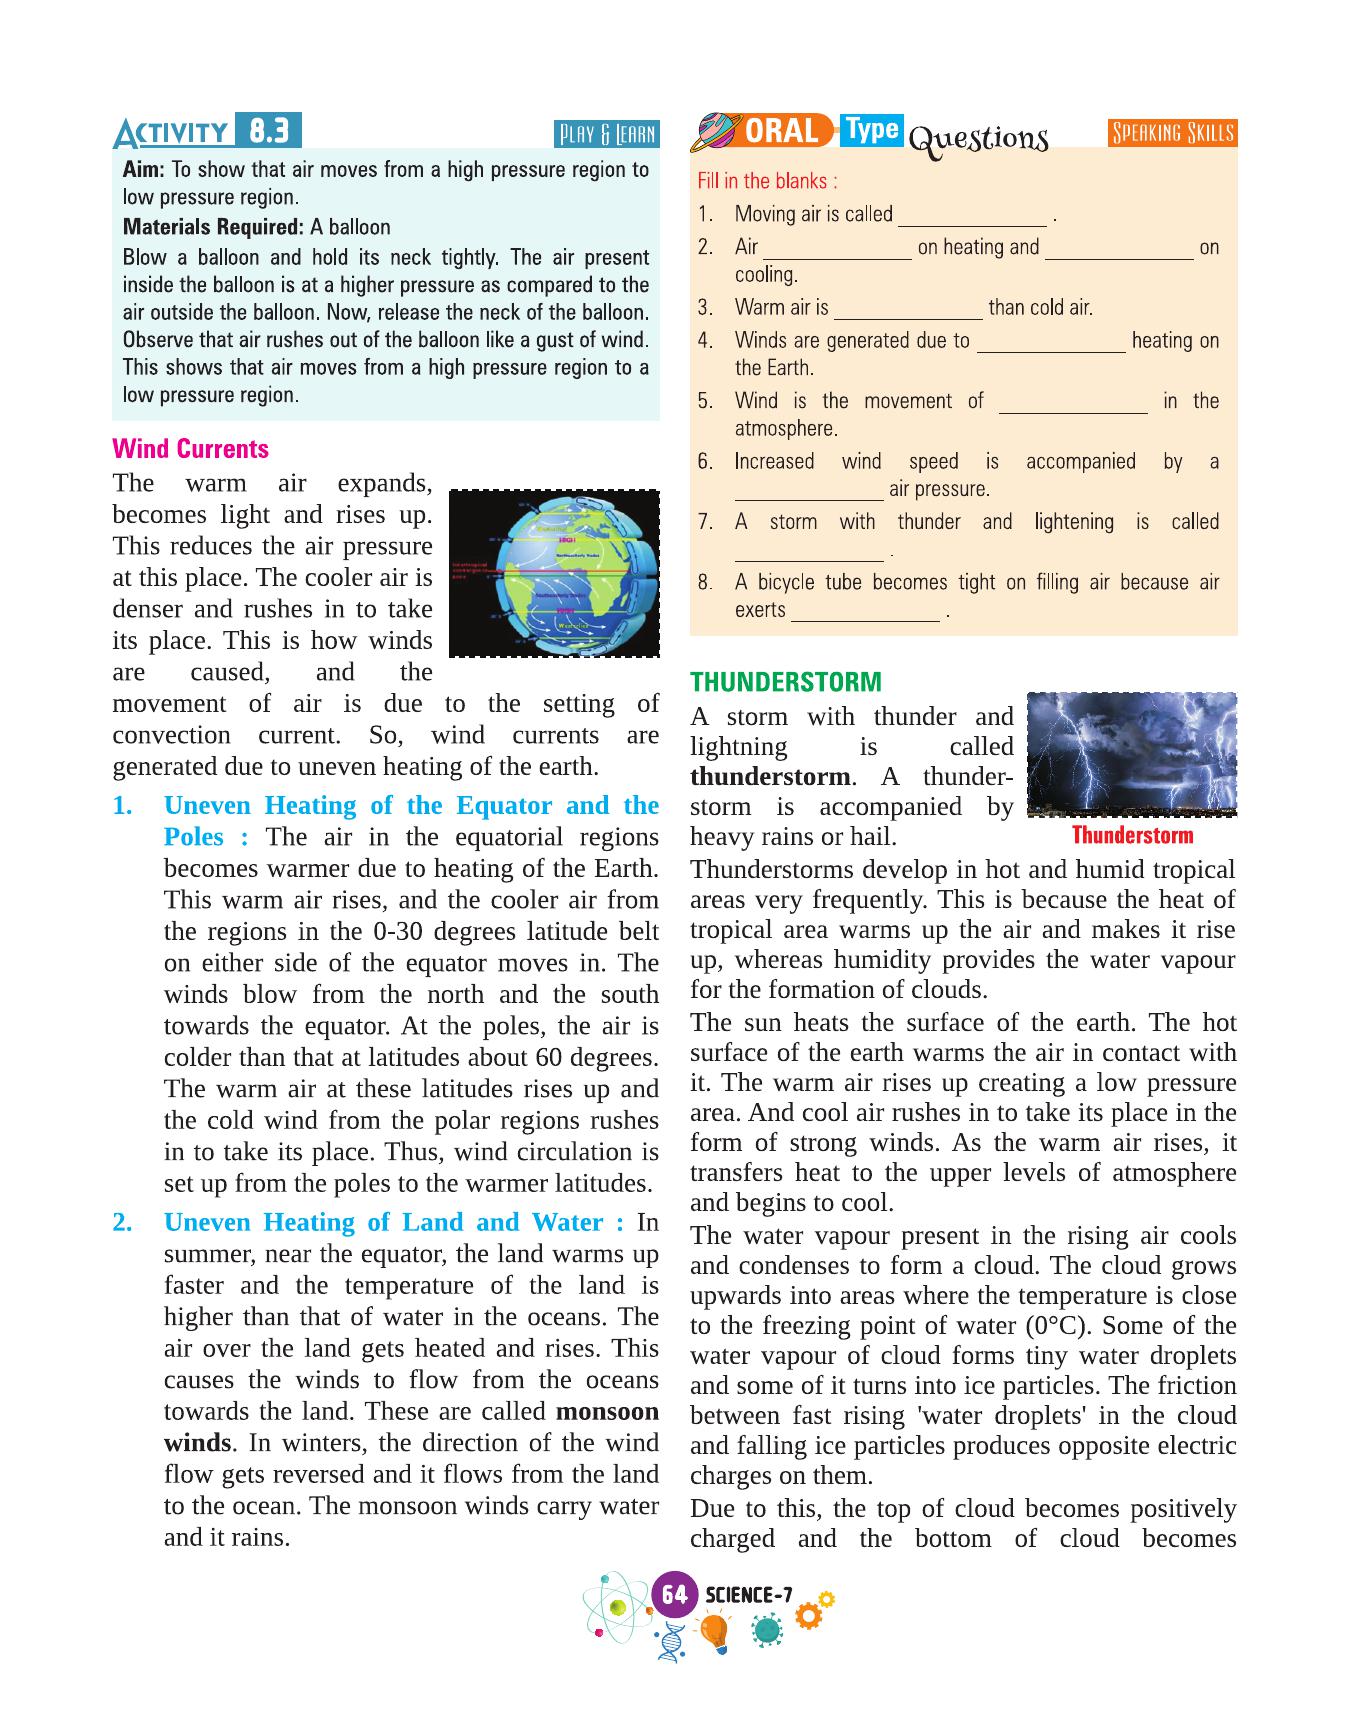 ACTIVITY 8.3
PLAY & LEARN
Aim: To show that air moves from a high pressure region to
low pressure region.
Materials Required: A balloon
Blow a balloon and hold its neck tightly. The air present
inside the balloon is at a higher pressure as compared to the
air outside the balloon. Now, release the neck of the balloon.
Observe that air rushes out of the balloon like a gust of wind.
This shows that air moves from a high pressure region to a
low pressure region.
Wind Currents
The warm air expands,
becomes light and rises up.
This reduces the air pressure
at this place. The cooler air is
denser and rushes in to take
its place. This is how winds
are caused, and the
movement of air is due to the setting of
convection current. So, wind currents are
generated due to uneven heating of the earth.
HIGH
Northeasterly Trades
Southeasterly Trades
HIGH
Westerlies
1. Uneven Heating of the Equator and the
Poles : The air in the equatorial regions
becomes warmer due to heating of the Earth.
This warm air rises, and the cooler air from
the regions in the 0-30 degrees latitude belt
on either side of the equator moves in. The
winds blow from the north and the south
towards the equator. At the poles, the air is
colder than that at latitudes about 60 degrees.
The warm air at these latitudes rises up and
the cold wind from the polar regions rushes
in to take its place. Thus, wind circulation is
set up from the poles to the warmer latitudes.
2. Uneven Heating of Land and Water : In
summer, near the equator, the land warms up
faster and the temperature of the land is
higher than that of water in the oceans. The
air over the land gets heated and rises. This
causes the winds to flow from the oceans
towards the land. These are called monsoon
winds. In winters, the direction of the wind
flow gets reversed and it flows from the land
to the ocean. The monsoon winds carry water
and it rains.
ORAL Type Questions
SPEAKING SKILLS
Fill in the blanks :
1. Moving air is called ____________ .
2. Air ____________ on heating and ____________ on
cooling.
3. Warm air is ____________ than cold air.
4. Winds are generated due to ____________ heating on
the Earth.
5. Wind is the movement of ____________ in the
atmosphere.
6. Increased wind speed is accompanied by a
____________ air pressure.
7. A storm with thunder and lightening is called
____________ .
8. A bicycle tube becomes tight on filling air because air
exerts ____________ .
THUNDERSTORM
A storm with thunder and
lightning is called
thunderstorm. A thunder-
storm is accompanied by
heavy rains or hail.
Thunderstorm
Thunderstorms develop in hot and humid tropical
areas very frequently. This is because the heat of
tropical area warms up the air and makes it rise
up, whereas humidity provides the water vapour
for the formation of clouds.
The sun heats the surface of the earth. The hot
surface of the earth warms the air in contact with
it. The warm air rises up creating a low pressure
area. And cool air rushes in to take its place in the
form of strong winds. As the warm air rises, it
transfers heat to the upper levels of atmosphere
and begins to cool.
The water vapour present in the rising air cools
and condenses to form a cloud. The cloud grows
upwards into areas where the temperature is close
to the freezing point of water (0°C). Some of the
water vapour of cloud forms tiny water droplets
and some of it turns into ice particles. The friction
between fast rising 'water droplets' in the cloud
and falling ice particles produces opposite electric
charges on them.
Due to this, the top of cloud becomes positively
charged and the bottom of cloud becomes
64 SCIENCE-7